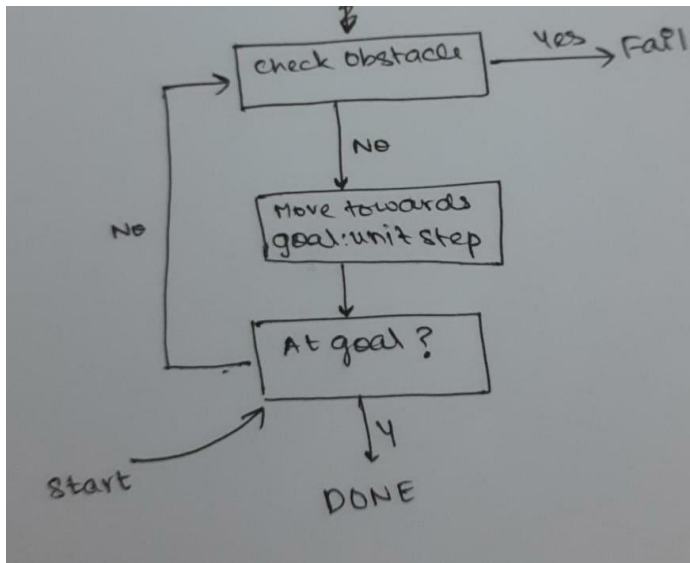 check obstacle
Yes
Fail
No
Move towards
goal:unit step
No
At goal?
Y
Start
DONE